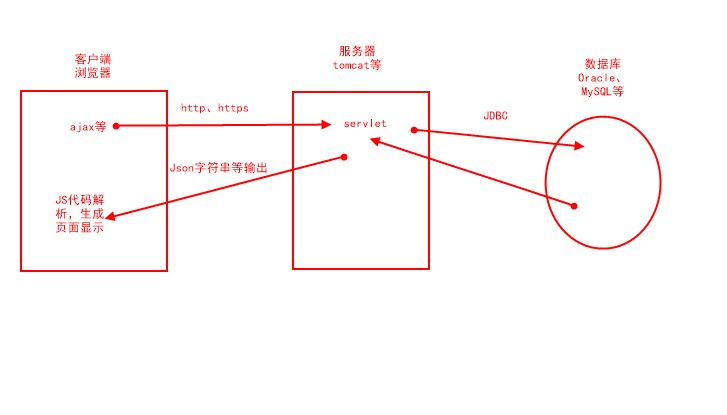 客户端
浏览器
服务器
tomcat等
数据库
Oracle、
MySQL等
ajax等
http、https
servlet
JDBC
Json字符串等输出
JS代码解
析，生成
页面显示